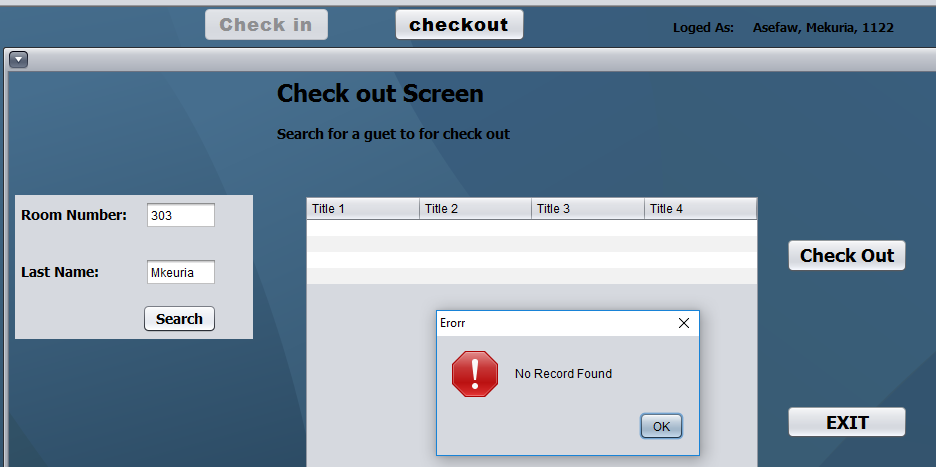 Check in
checkout
Loged As: Asefaw, Mekuria, 1122
Check out Screen
Search for a guet to for check out
Room Number: 303
Last Name: Mkeuria
Search
Title 1 Title 2 Title 3 Title 4
Erorr
No Record Found
OK
Check Out
EXIT